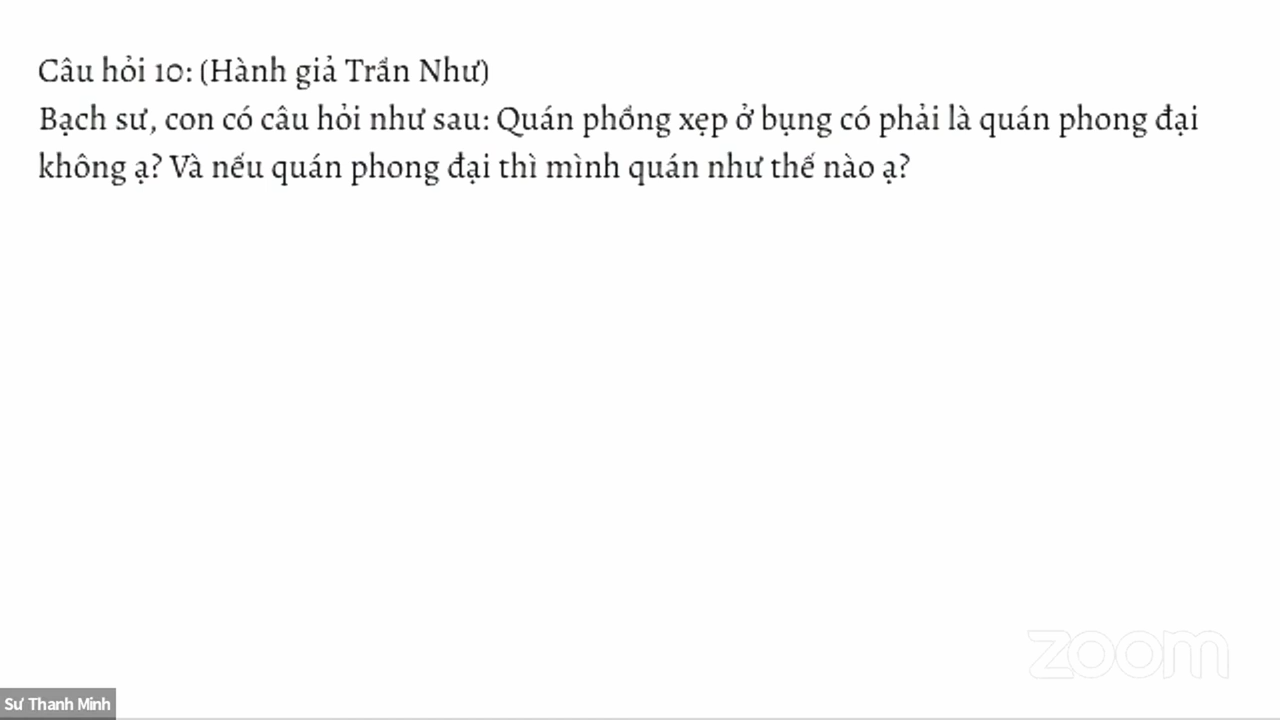 Câu hỏi 10: (Hành giả Trần Như)
Bạch sư, con có câu hỏi như sau: Quán phồng xẹp ở bụng có phải là quán phong đại
không ạ? Và nếu quán phong đại thì mình quán như thế nào ạ?
zoom
Sư Thanh Minh